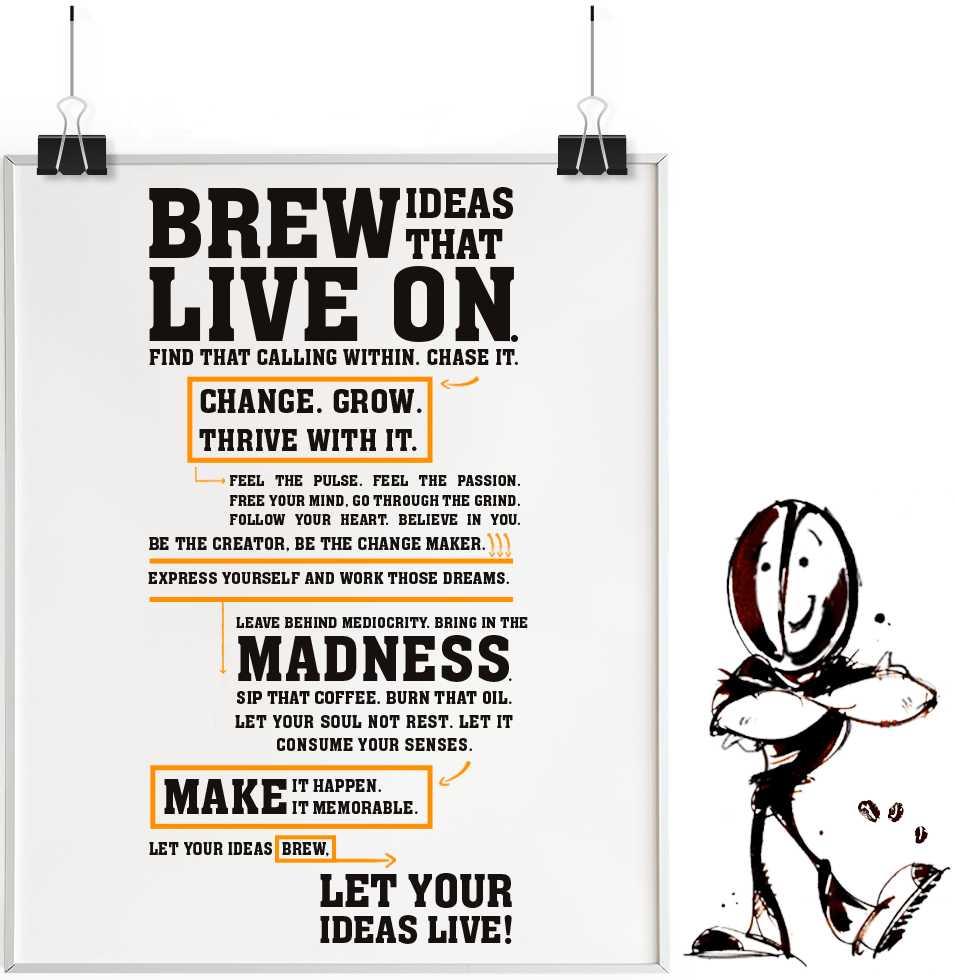 BREW IDEAS
THAT
LIVE ON.
FIND THAT CALLING WITHIN. CHASE IT.
CHANGE. GROW.
THRIVE WITH IT.
FEEL THE PULSE. FEEL THE PASSION.
FREE YOUR MIND, GO THROUGH THE GRIND.
FOLLOW YOUR HEART. BELIEVE IN YOU.
BE THE CREATOR, BE THE CHANGE MAKER.
EXPRESS YOURSELF AND WORK THOSE DREAMS.
LEAVE BEHIND MEDIOCRITY. BRING IN THE
MADNESS.
SIP THAT COFFEE. BURN THAT OIL.
LET YOUR SOUL NOT REST. LET IT
CONSUME YOUR SENSES.
MAKE IT HAPPEN.
IT MEMORABLE.
LET YOUR IDEAS BREW,
LET YOUR
IDEAS LIVE!